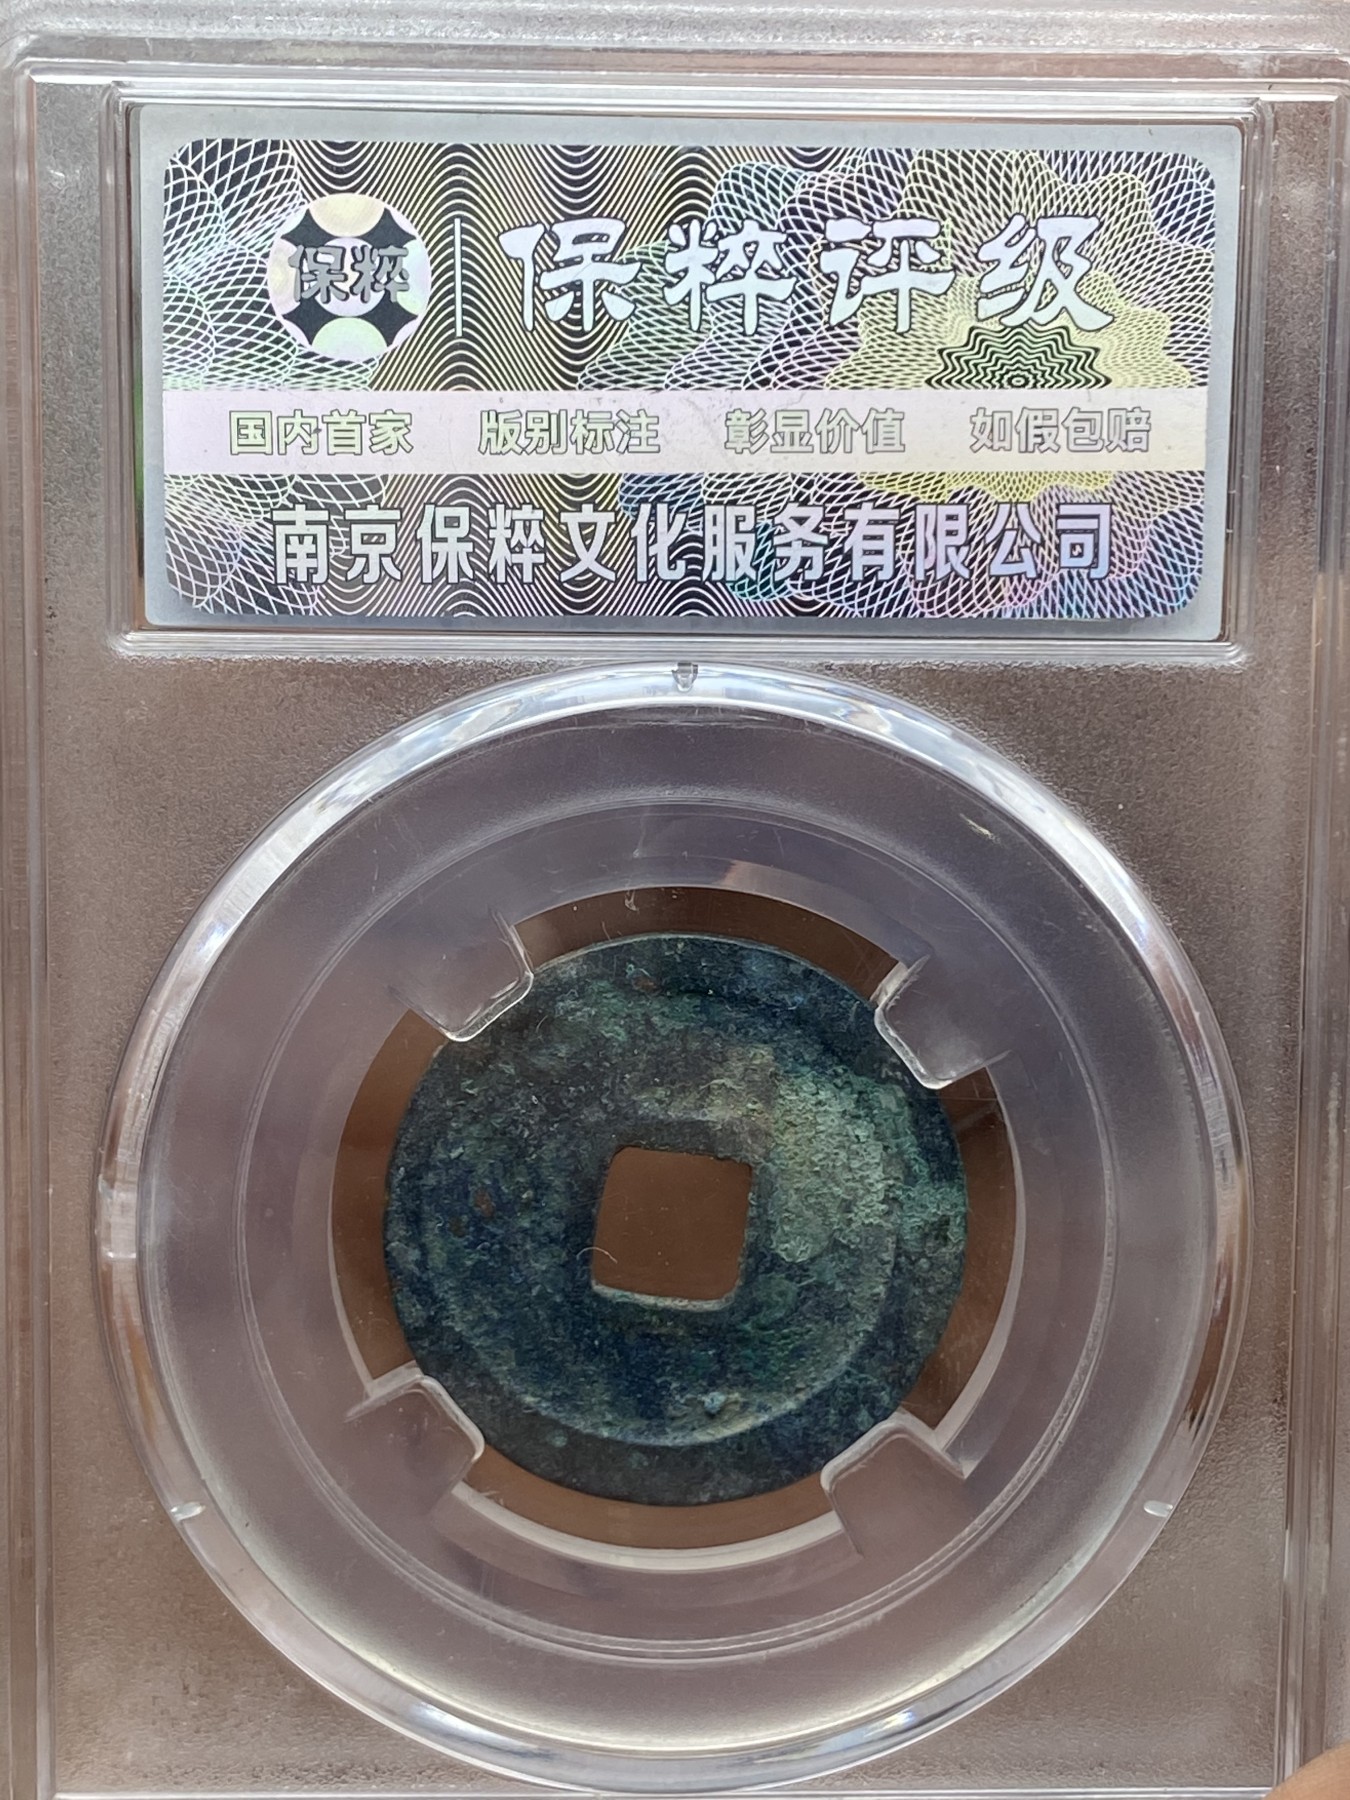 保粹 保粹评级
国内首家 版别标注 彰显价值 如假包赔
南京保粹文化服务有限公司